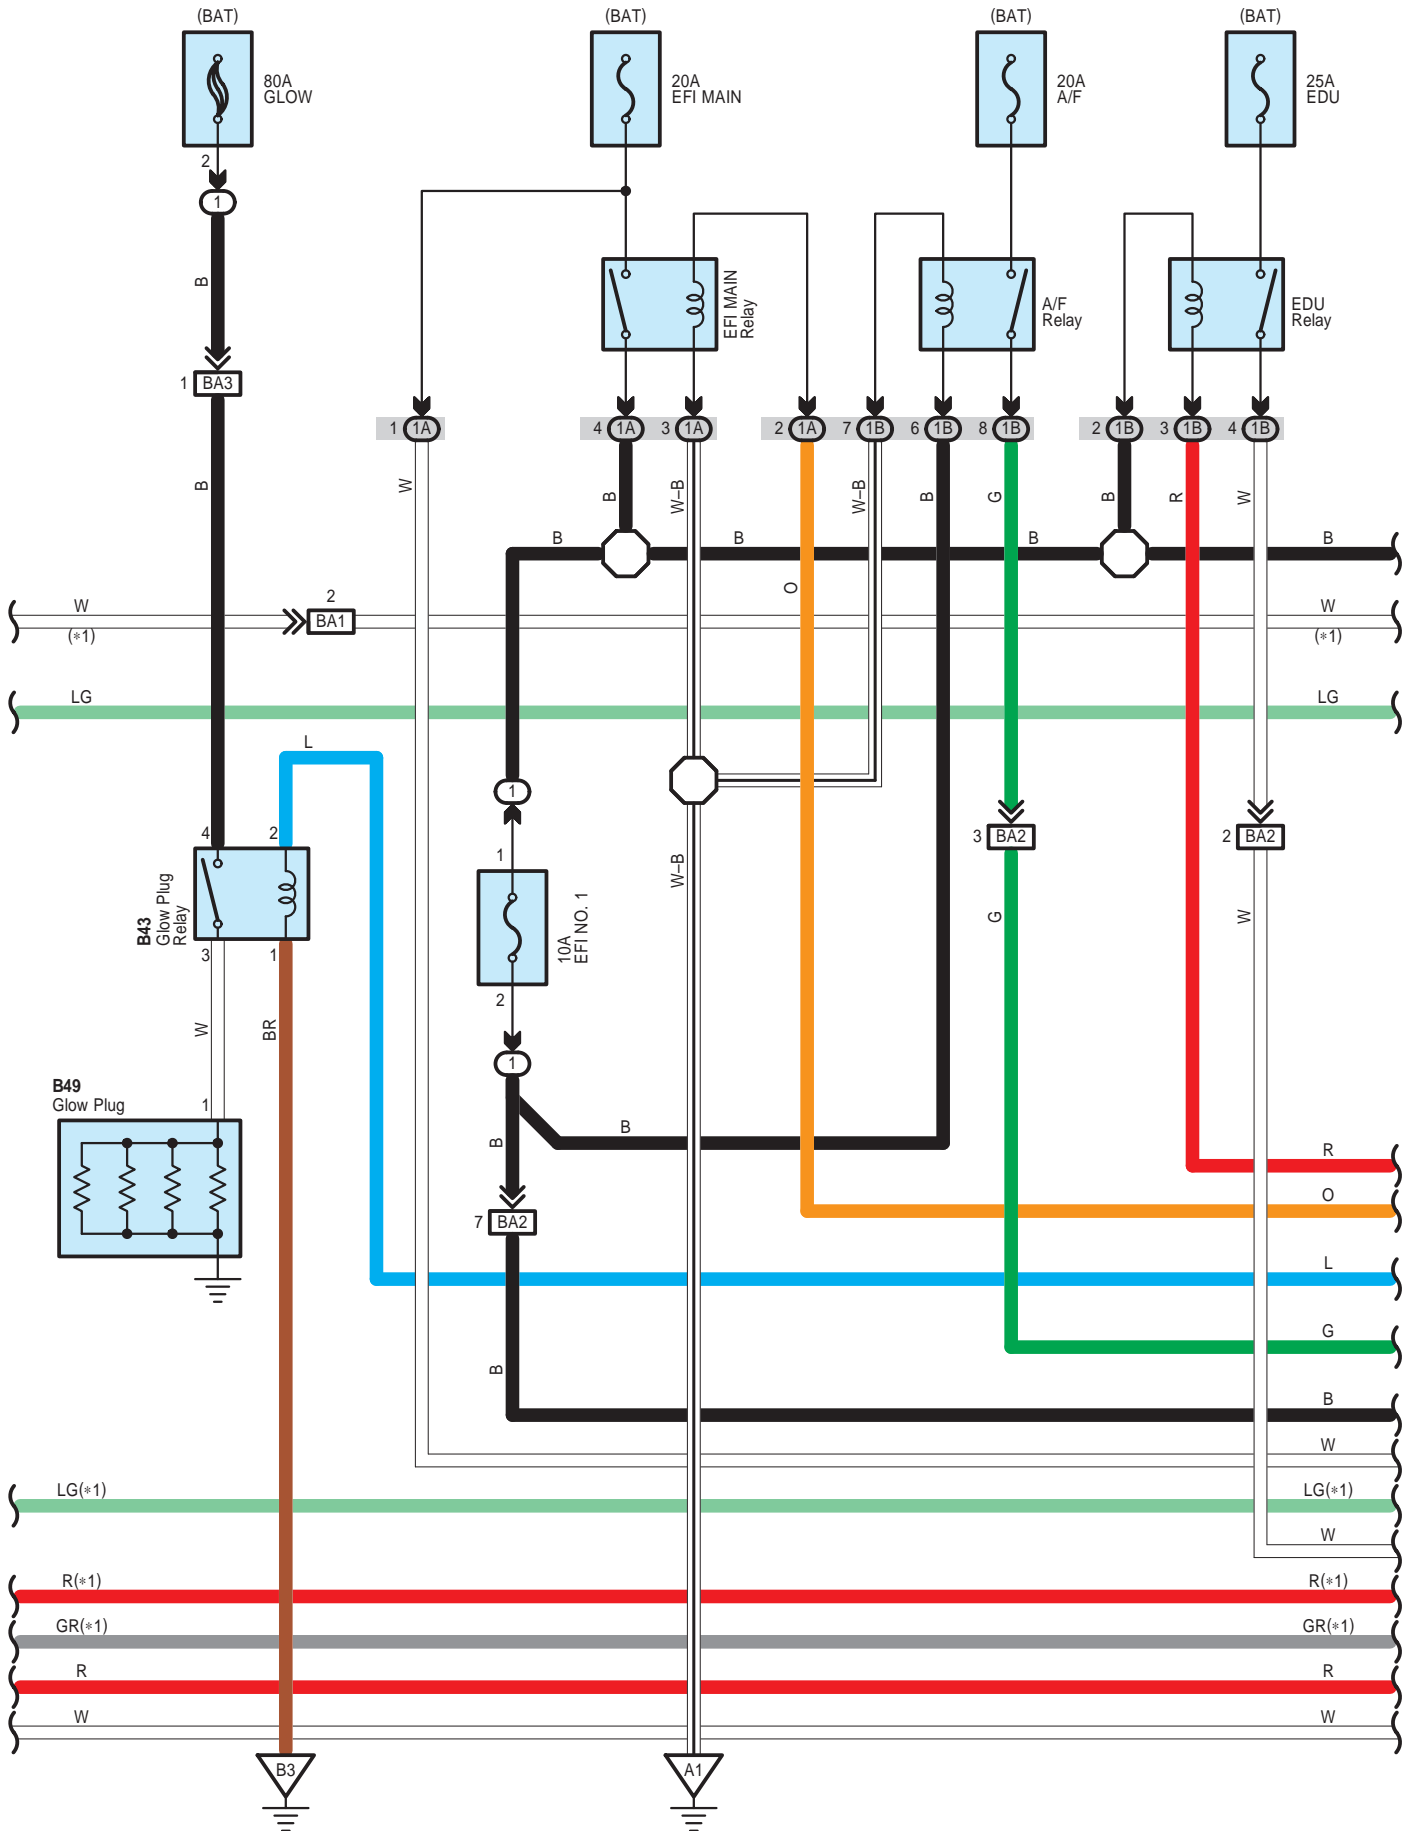 (BAT) (BAT) (BAT) (BAT)
80A
GLOW
20A
EFI MAIN
20A
A/F
25A
EDU
2
1
B
EFI MAIN
Relay
A/F
Relay
EDU
Relay
1 BA3
1 1A 4 1A 3 1A 2 1A 7 1B 6 1B 8 1B 2 1B 3 1B 4 1B
B W B W–B W–B B G B R W
B B B B
O
W 2 W
(*1) BA1 (*1)
LG LG
L
1
4 2 3 BA2 2 BA2
1
B43
Glow Plug
Relay
10A
EFI NO. 1
W–B
G W
3 1
2
W BR
1
B49
Glow Plug 1
B
B
R
O
7 BA2
L
G
B
B
W
LG(*1) LG(*1)
W
R(*1) R(*1)
GR(*1) GR(*1)
R R
W W
B3 A1